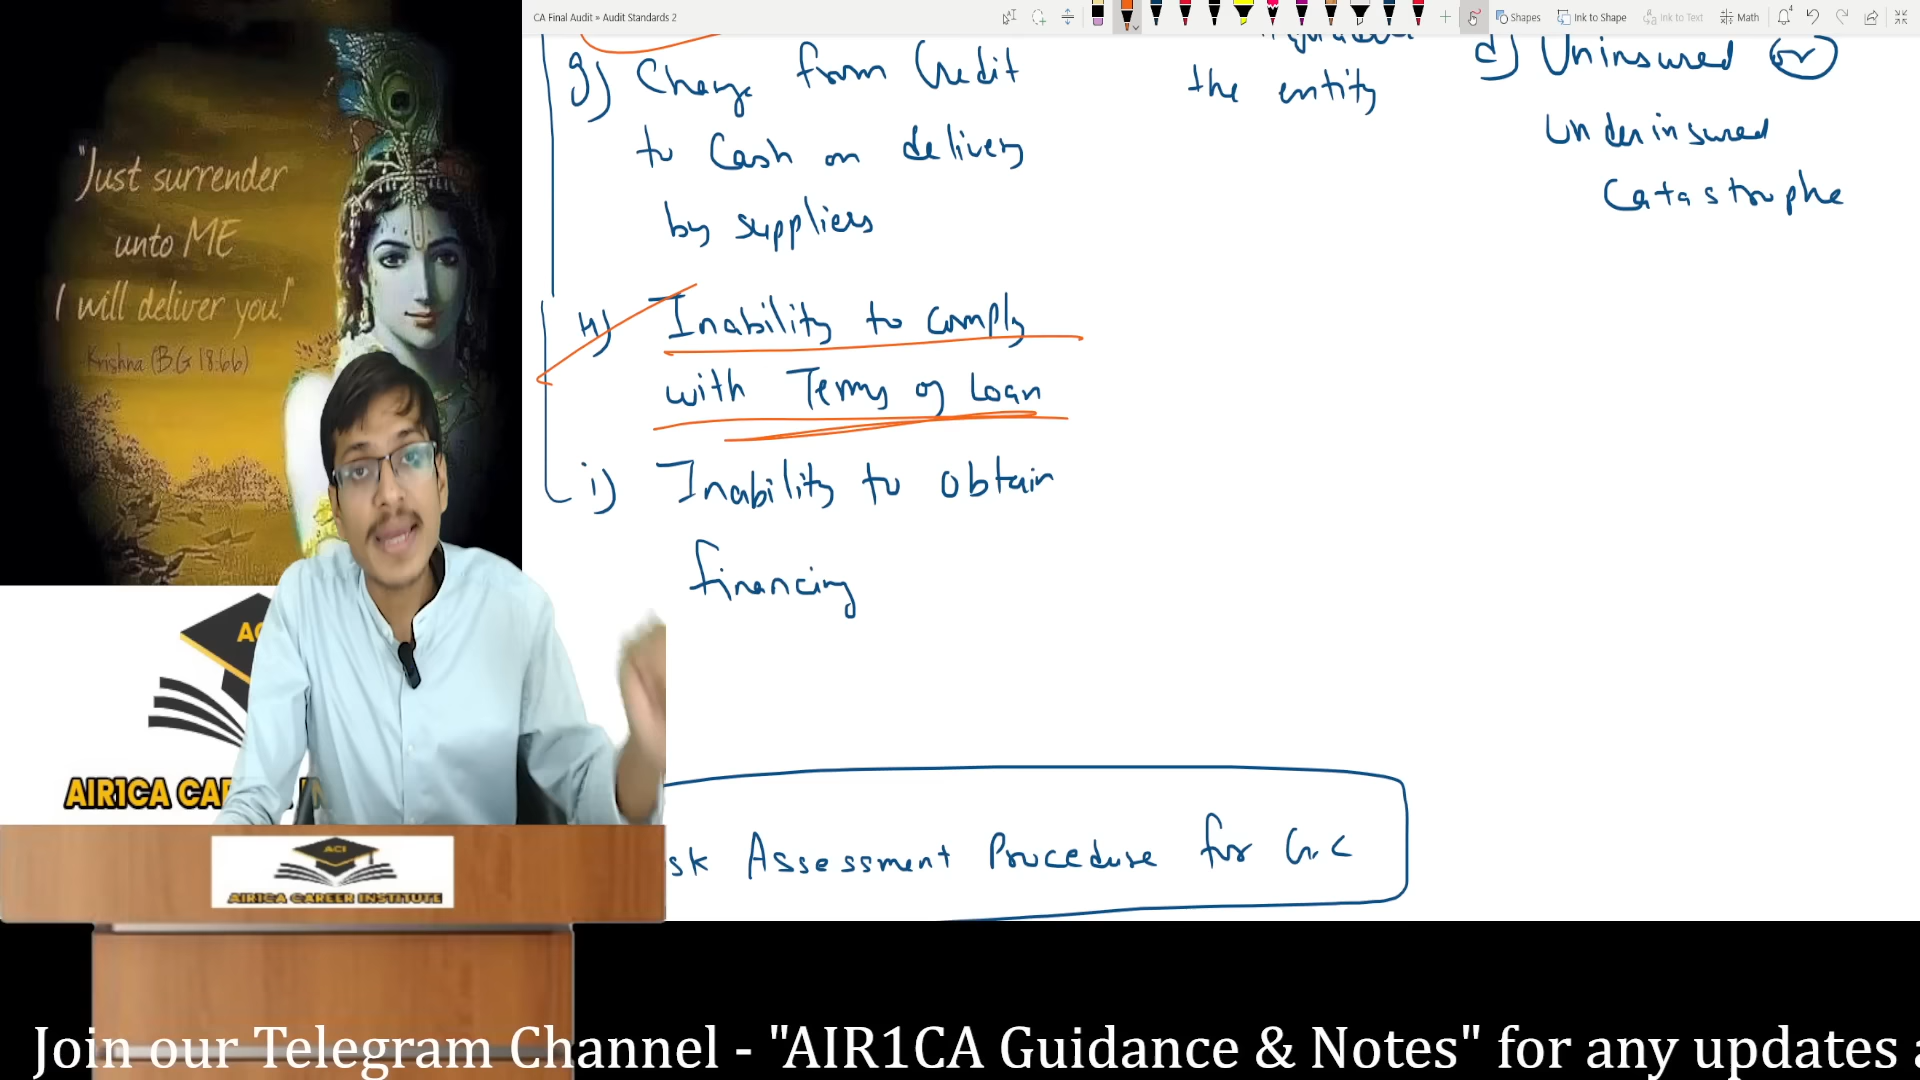 CA Final Audit » Audit Standards 2
Shapes
Ink to Shape
Ink to Text
Math
"Just surrender
unto ME
I will deliver you!"
Krishna (B.G 18:66)
g) Change from Credit
to Cash on delivery
by suppliers
h) Inability to comply
with Terms of Loan
i) Inability to obtain
financing
the entity
d) Uninsured or
Underinsured
Catastrophe
sk Assessment Procedure for G.C
AIR1CA CA
ACI
AIR1CA CAREER INSTITUTE
Join our Telegram Channel - "AIR1CA Guidance & Notes" for any updates a